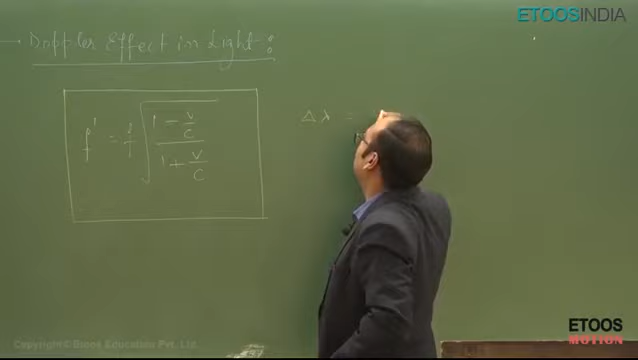 ETOOSINDIA
→ Doppler Effect in Light :
f' = f √((1 - v/c)/(1 + v/c))
Δλ =
Copyright © Etoos Education Pvt. Ltd.
ETOOS
MOTION